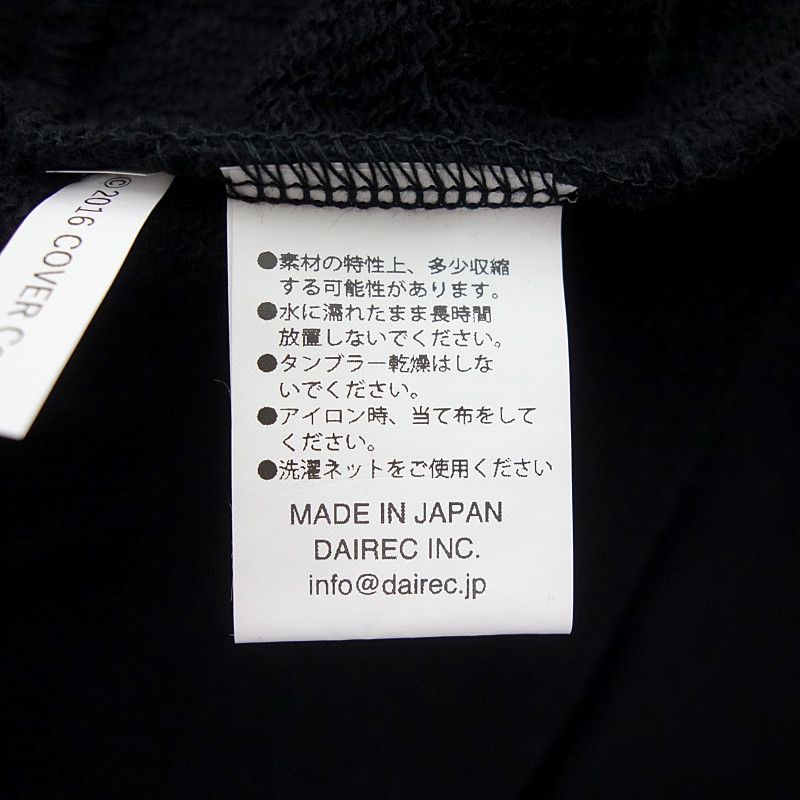 ©2016 COVER
●素材の特性上、多少収縮
する可能性があります。
●水に濡れたまま長時間
放置しないでください。
●タンブラー乾燥はしな
いでください。
●アイロン時、当て布をして
ください。
●洗濯ネットをご使用ください
MADE IN JAPAN
DAIREC INC.
info@dairec.jp